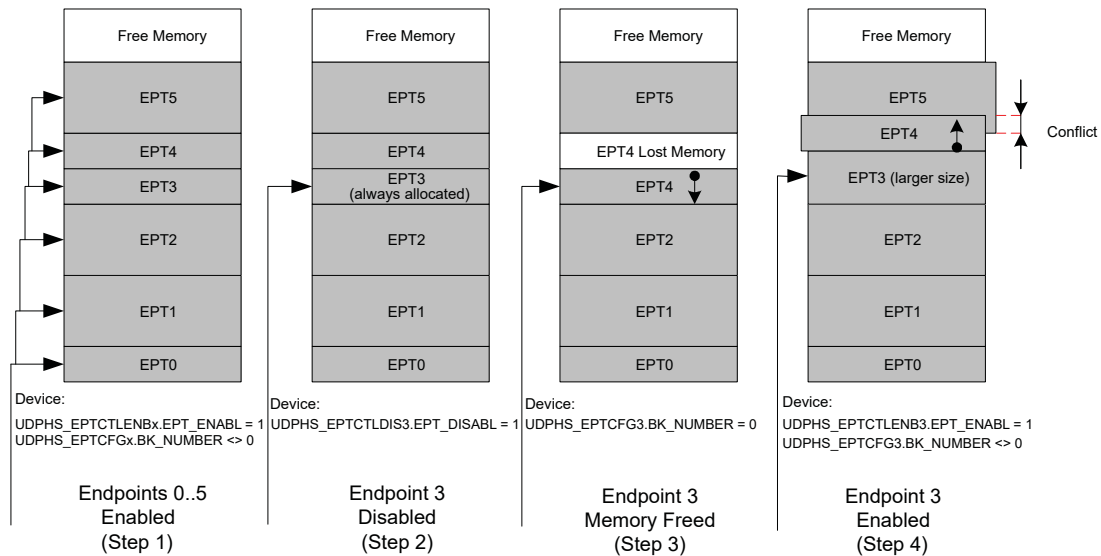 Free Memory
EPT5
EPT4
EPT3
EPT2
EPT1
EPT0
Device:
UDPHS_EPTCTLENBx.EPT_ENABL = 1
UDPHS_EPTCFGx.BK_NUMBER <> 0
Endpoints 0..5
Enabled
(Step 1)
Free Memory
EPT5
EPT4
EPT3
(always allocated)
EPT2
EPT1
EPT0
Device:
UDPHS_EPTCTLDIS3.EPT_DISABL = 1
Endpoint 3
Disabled
(Step 2)
Free Memory
EPT5
EPT4 Lost Memory
EPT4
EPT2
EPT1
EPT0
Device:
UDPHS_EPTCFG3.BK_NUMBER = 0
Endpoint 3
Memory Freed
(Step 3)
Free Memory
EPT5
EPT4
Conflict
EPT3 (larger size)
EPT2
EPT1
EPT0
Device:
UDPHS_EPTCTLENB3.EPT_ENABL = 1
UDPHS_EPTCFG3.BK_NUMBER <> 0
Endpoint 3
Enabled
(Step 4)